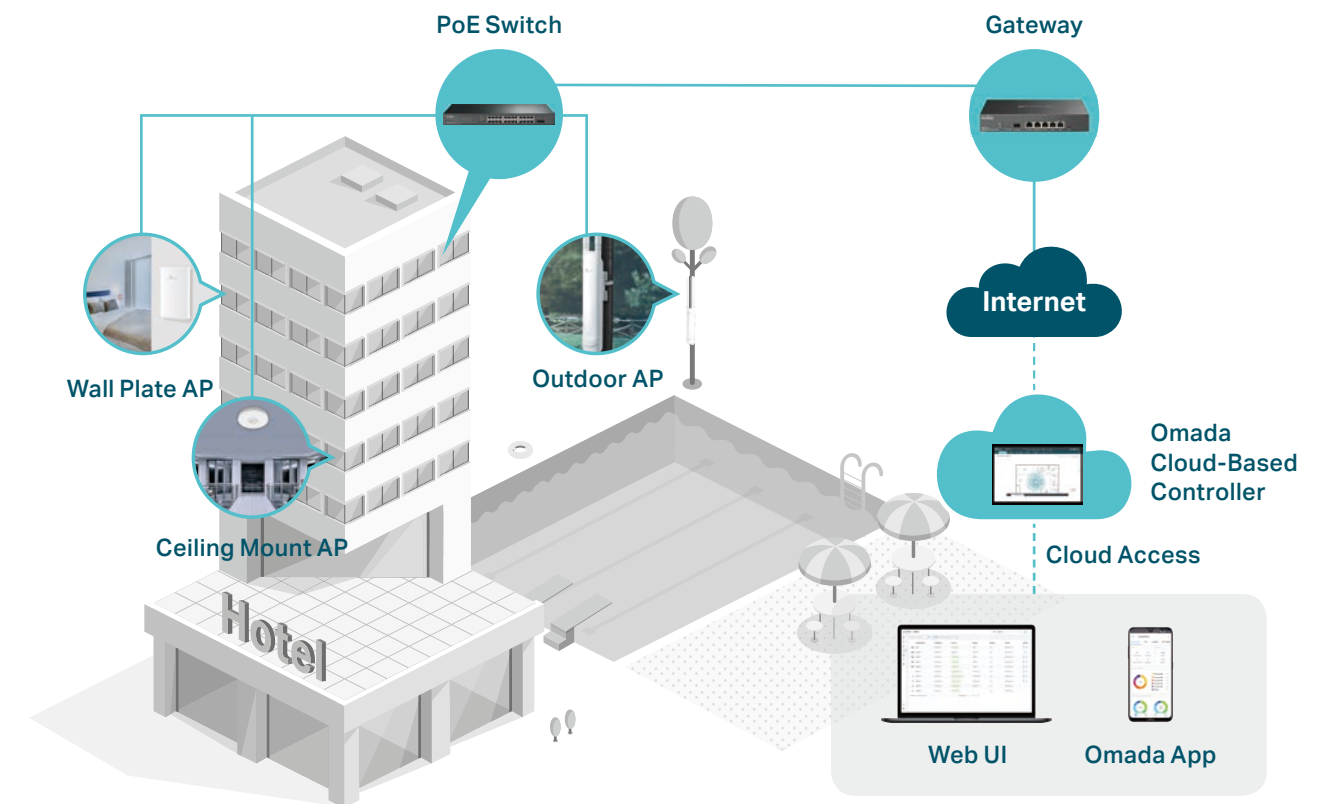 PoE Switch
Gateway
Internet
Wall Plate AP
Outdoor AP
Omada
Cloud-Based
Controller
Ceiling Mount AP
Cloud Access
Hotel
Web UI
Omada App